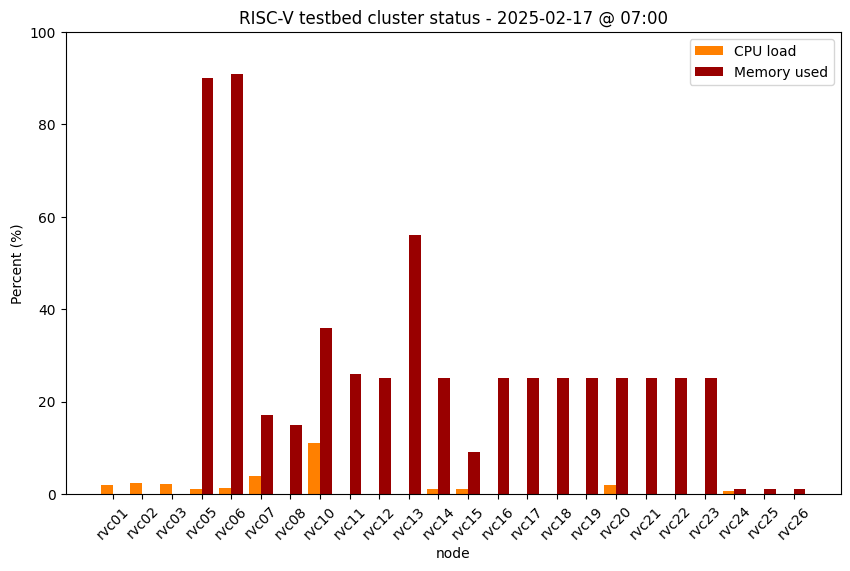 RISC-V testbed cluster status - 2025-02-17 @ 07:00
CPU load
Memory used
Percent (%)
100
80
60
40
20
0
rvc01 rvc02 rvc03 rvc05 rvc06 rvc07 rvc08 rvc10 rvc11 rvc12 rvc13 rvc14 rvc15 rvc16 rvc17 rvc18 rvc19 rvc20 rvc21 rvc22 rvc23 rvc24 rvc25 rvc26
node